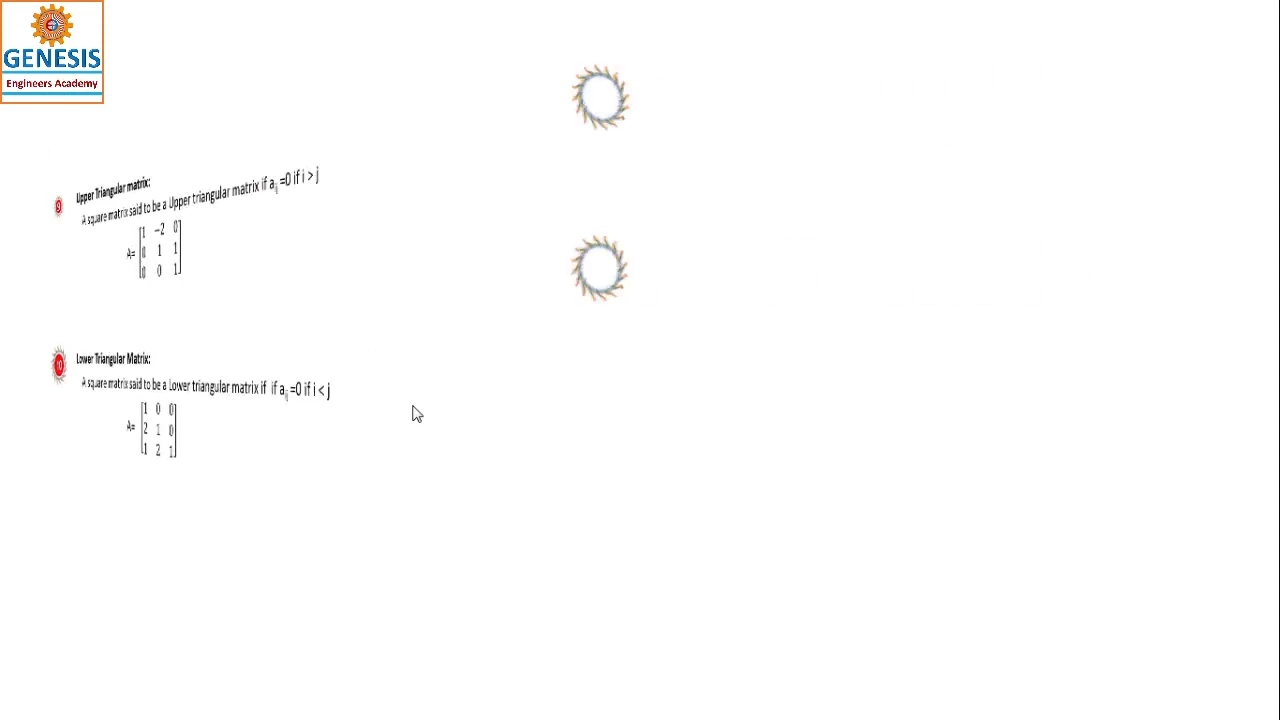 GENESIS
Engineers Academy
9
Upper Triangular matrix:
A square matrix said to be a Upper triangular matrix if aij =0 if i > j
A= [1 −2 0
0 1 1
0 0 1]
10
Lower Triangular Matrix:
A square matrix said to be a Lower triangular matrix if if aij =0 if i < j
A= [1 0 0
2 1 0
1 2 1]